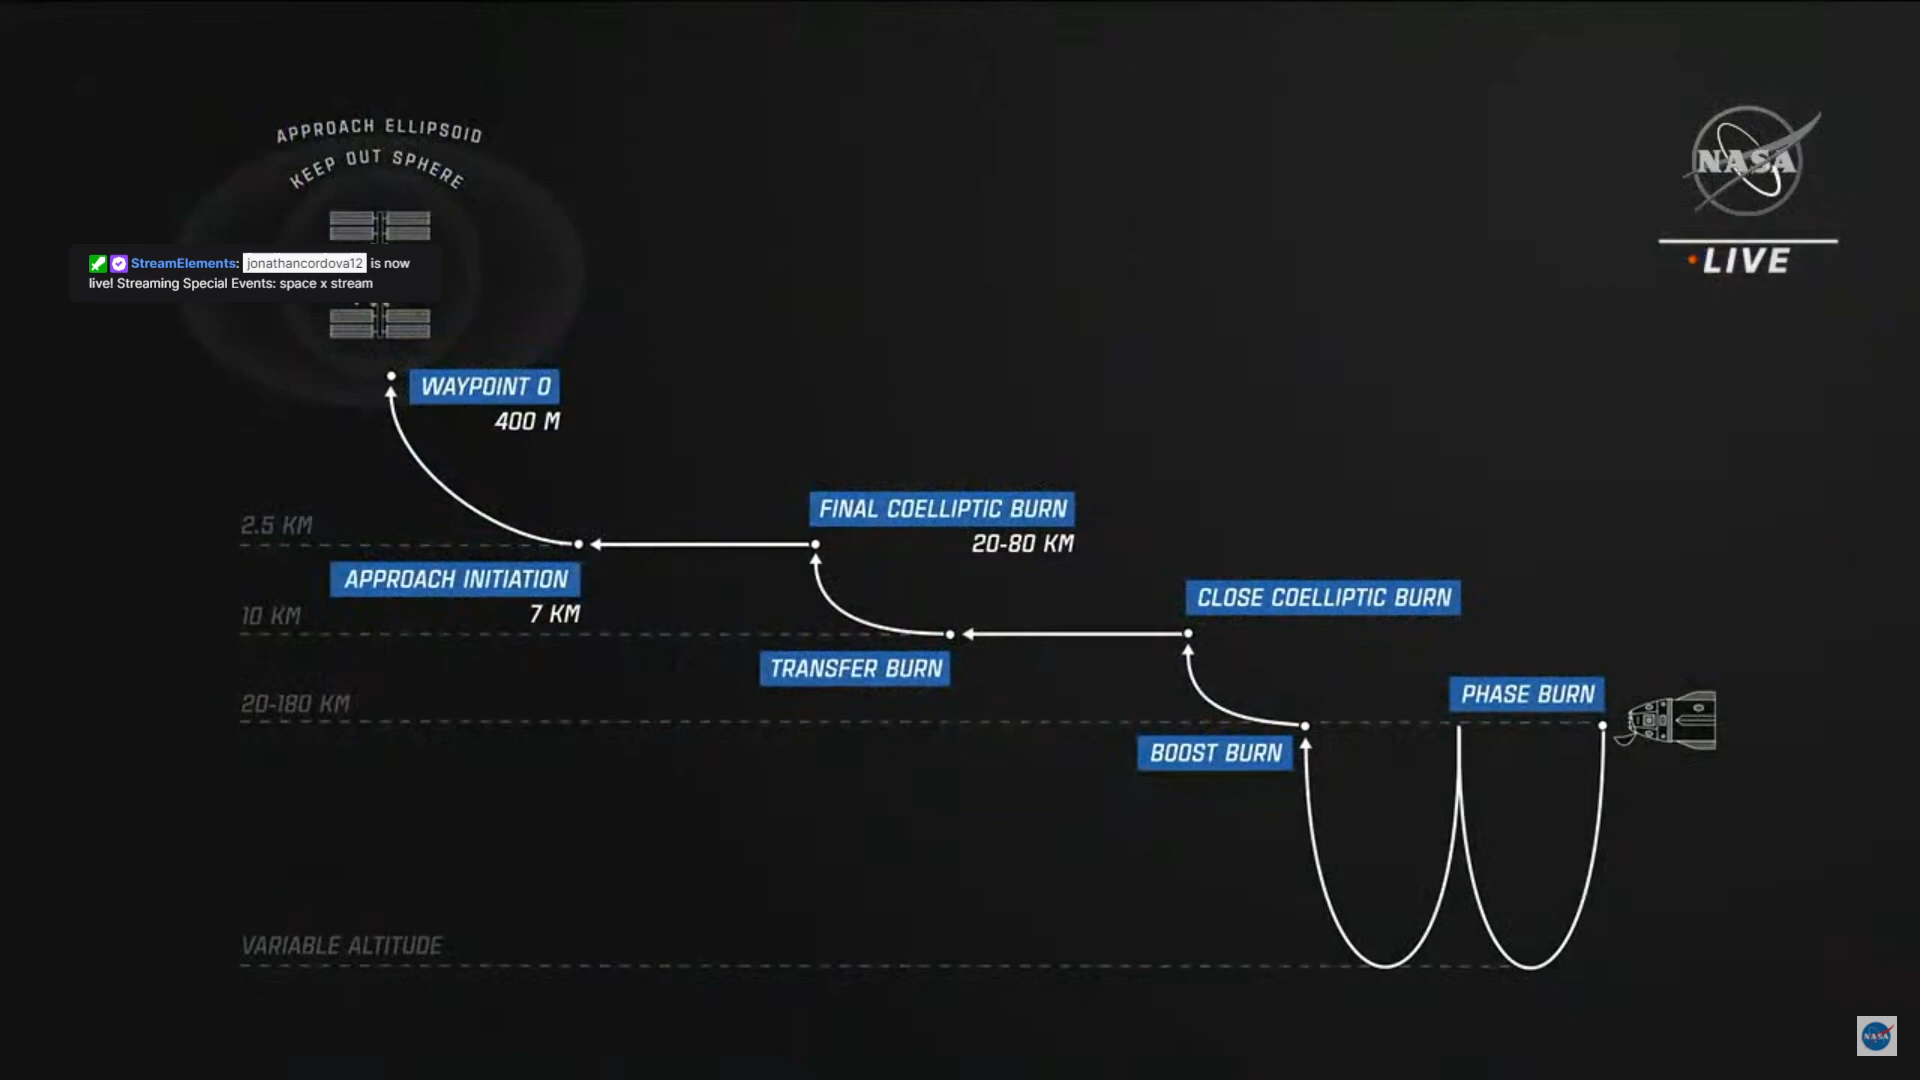 APPROACH ELLIPSOID
KEEP OUT SPHERE
NASA
LIVE
StreamElements: jonathancordova12 is now
live! Streaming Special Events: space x stream
WAYPOINT 0
400 M
FINAL COELLIPTIC BURN
20-80 KM
2.5 KM
APPROACH INITIATION
7 KM
CLOSE COELLIPTIC BURN
10 KM
TRANSFER BURN
PHASE BURN
20-180 KM
BOOST BURN
VARIABLE ALTITUDE
NASA